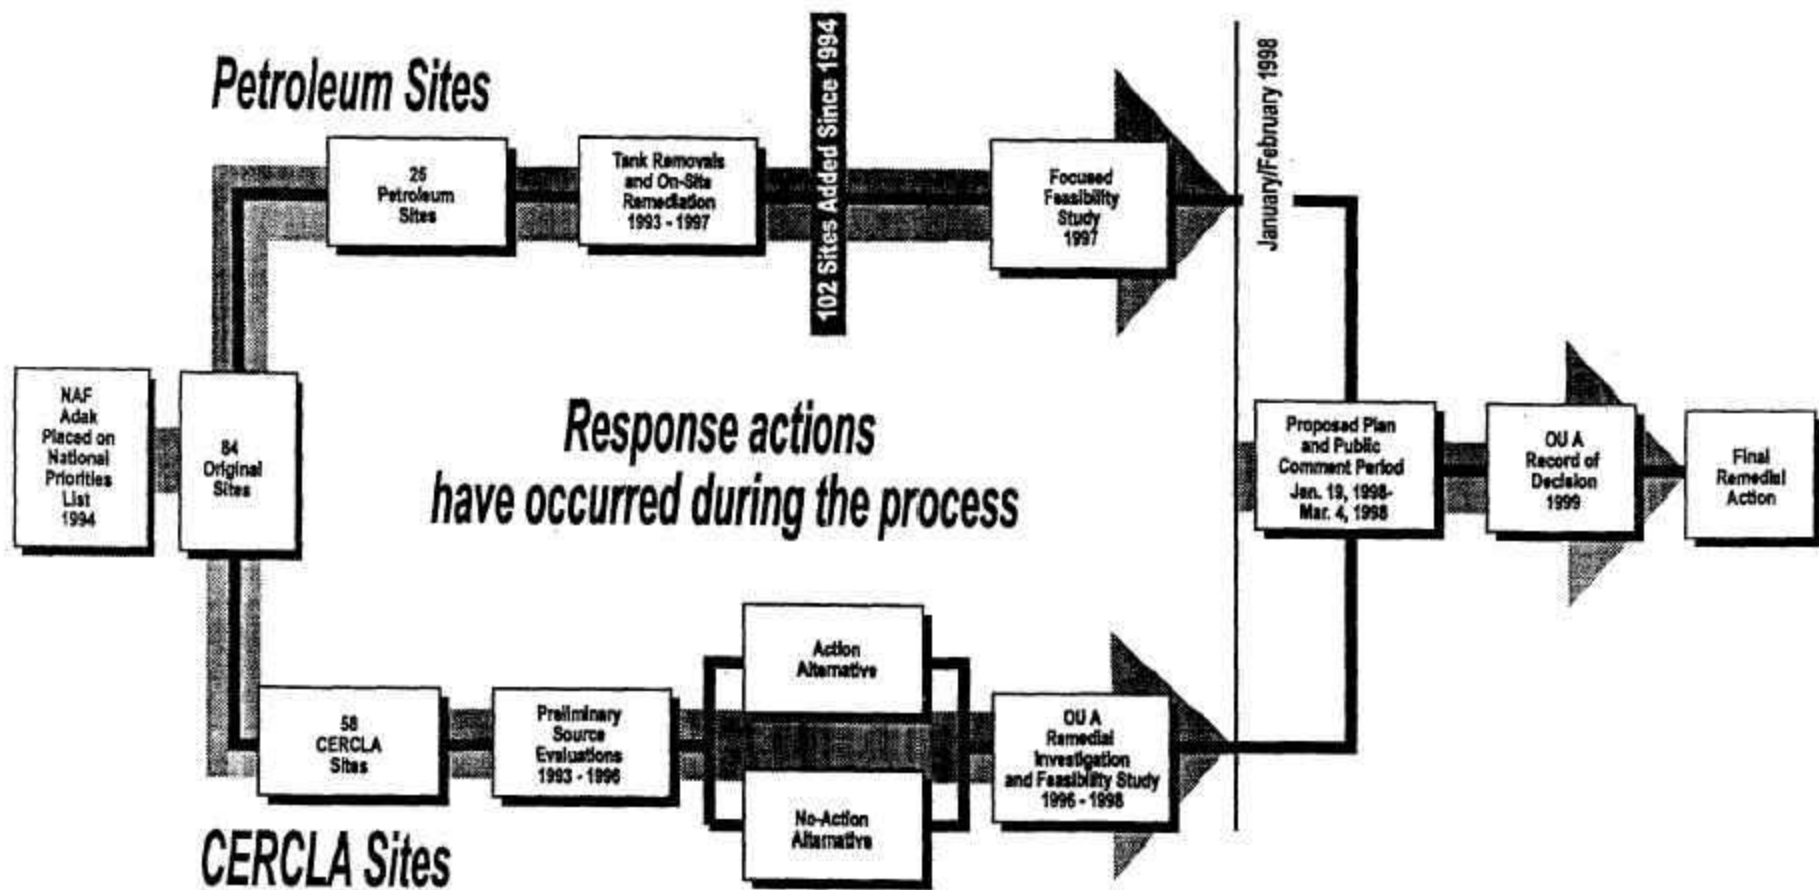 Petroleum Sites
25
Petroleum
Sites
Tank Removals
and On-Site
Remediation
1993 - 1997
102 Sites Added Since 1994
Focused
Feasibility
Study
1997
January/February 1998
NAF
Adak
Placed on
National
Priorities
List
1994
84
Original
Sites
Response actions
have occurred during the process
Proposed Plan
and Public
Comment Period
Jan. 19, 1998-
Mar. 4, 1998
OU A
Record of
Decision
1999
Final
Remedial
Action
58
CERCLA
Sites
Preliminary
Source
Evaluations
1993 - 1996
Action
Alternative
No-Action
Alternative
OU A
Remedial
Investigation
and Feasibility Study
1996 - 1998
CERCLA Sites